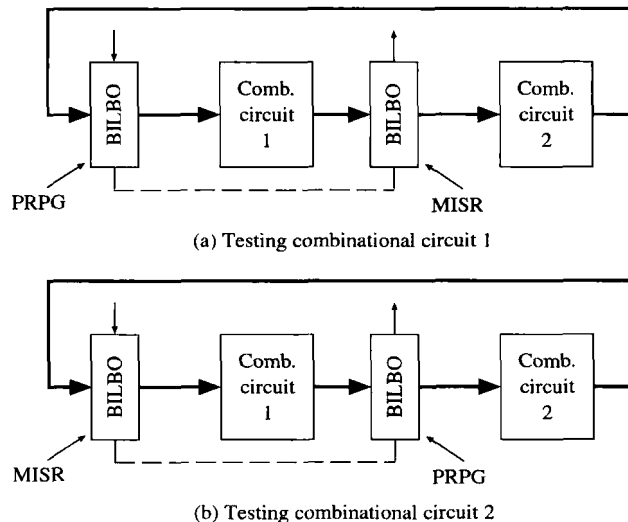 BILBO
Comb.
circuit
1
BILBO
Comb.
circuit
2
PRPG
MISR
(a) Testing combinational circuit 1
BILBO
Comb.
circuit
1
BILBO
Comb.
circuit
2
MISR
PRPG
(b) Testing combinational circuit 2